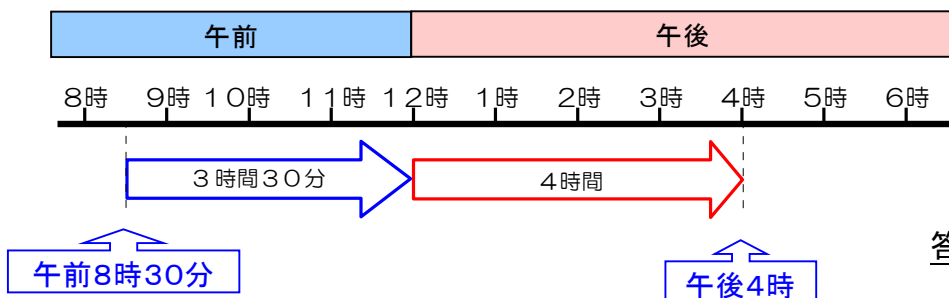 午前 午後
8時 9時 10時 11時 12時 1時 2時 3時 4時 5時 6時
3時間30分 4時間
答
午前8時30分 午後4時